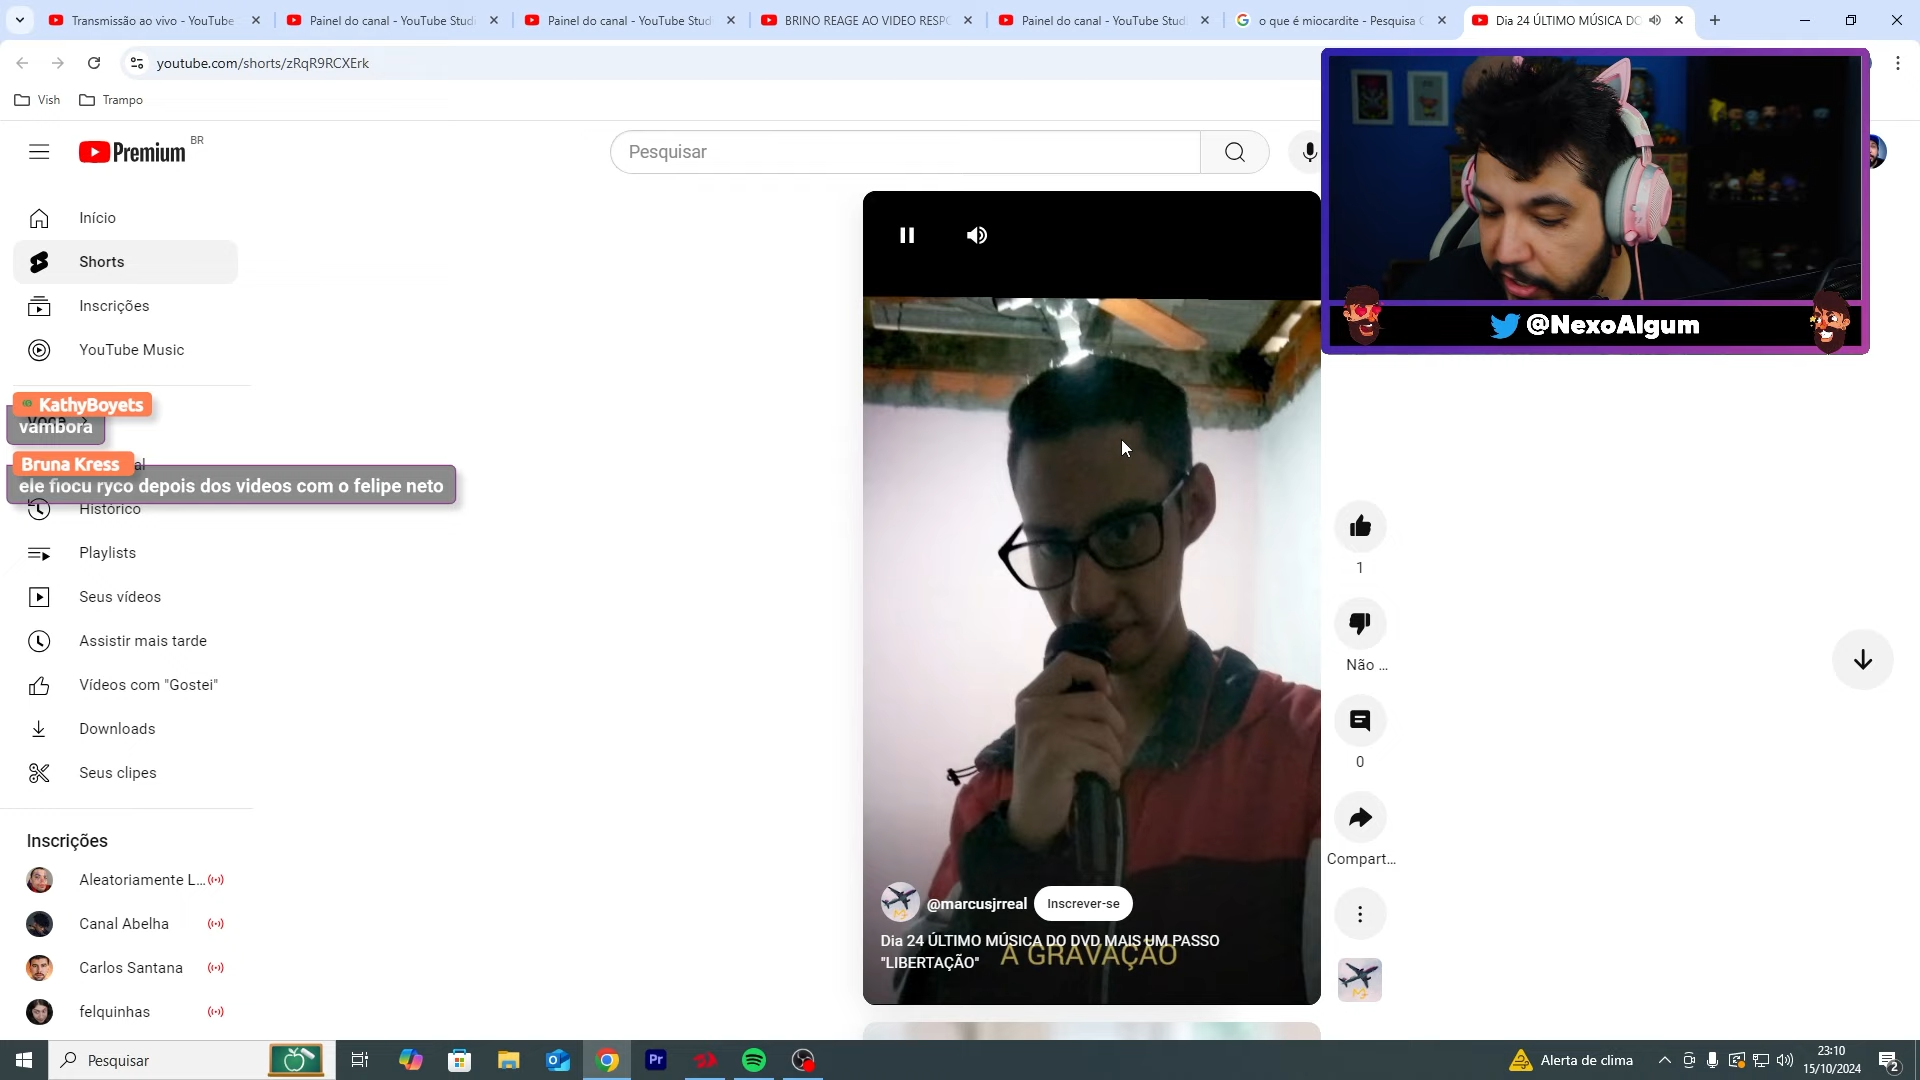 Transmissão ao vivo - YouTube
Painel do canal - YouTube Stud
Painel do canal - YouTube Stud
BRINO REAGE AO VIDEO RESPO
Painel do canal - YouTube Stud
o que é miocardite - Pesquisa G
Dia 24 ÚLTIMO MÚSICA DO
youtube.com/shorts/zRqR9RCXErk
Vish
Trampo
Premium
BR
Pesquisar
Início
Shorts
Inscrições
YouTube Music
KathyBoyets
vambora
Bruna Kress
ele fiocu ryco depois dos videos com o felipe neto
Histórico
Playlists
Seus vídeos
Assistir mais tarde
Vídeos com "Gostei"
Downloads
Seus clipes
Inscrições
Aleatoriamente L...
Canal Abelha
Carlos Santana
felquinhas
@NexoAlgum
1
Não ...
0
Compart...
@marcusjrreal
Inscrever-se
Dia 24 ÚLTIMO MÚSICA DO DVD MAIS UM PASSO
"LIBERTAÇÃO"
A GRAVAÇÃO
Pesquisar
Pr
Alerta de clima
23:10
15/10/2024
2